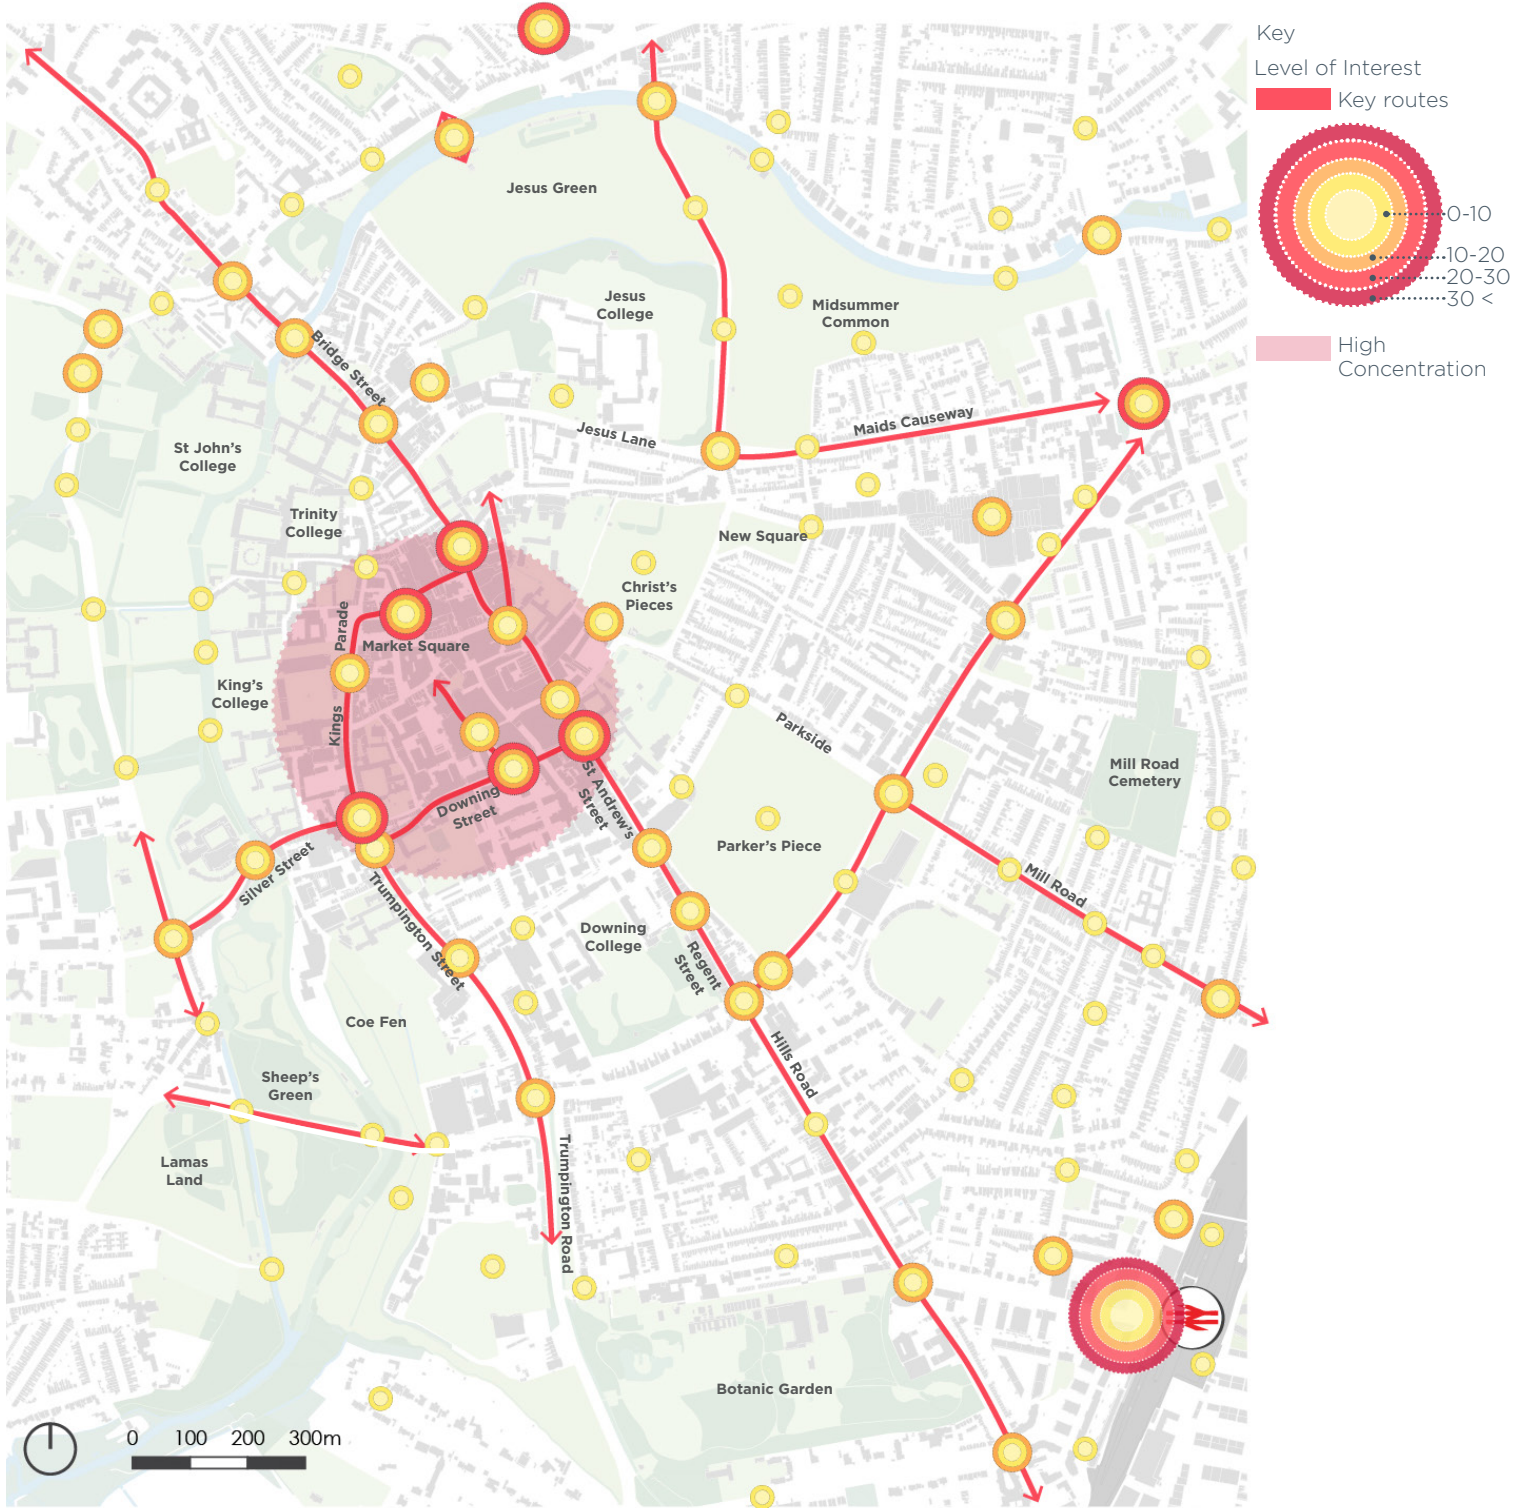 Key
Level of Interest
Key routes
0-10
10-20
20-30
30 <
High
Concentration
Jesus Green
Jesus
College
Midsummer
Common
Bridge Street
Maids Causeway
Jesus Lane
St John's
College
Trinity
College
New Square
Christ's
Pieces
Kings Parade
Market Square
King's
College
Parkside
Mill Road
Cemetery
Downing
Street
St Andrew's
Street
Parker's Piece
Silver Street
Mill Road
Trumpington Street
Downing
College
Regent
Street
Coe Fen
Hills Road
Sheep's
Green
Lamas
Land
Trumpington Road
Botanic Garden
0 100 200 300m